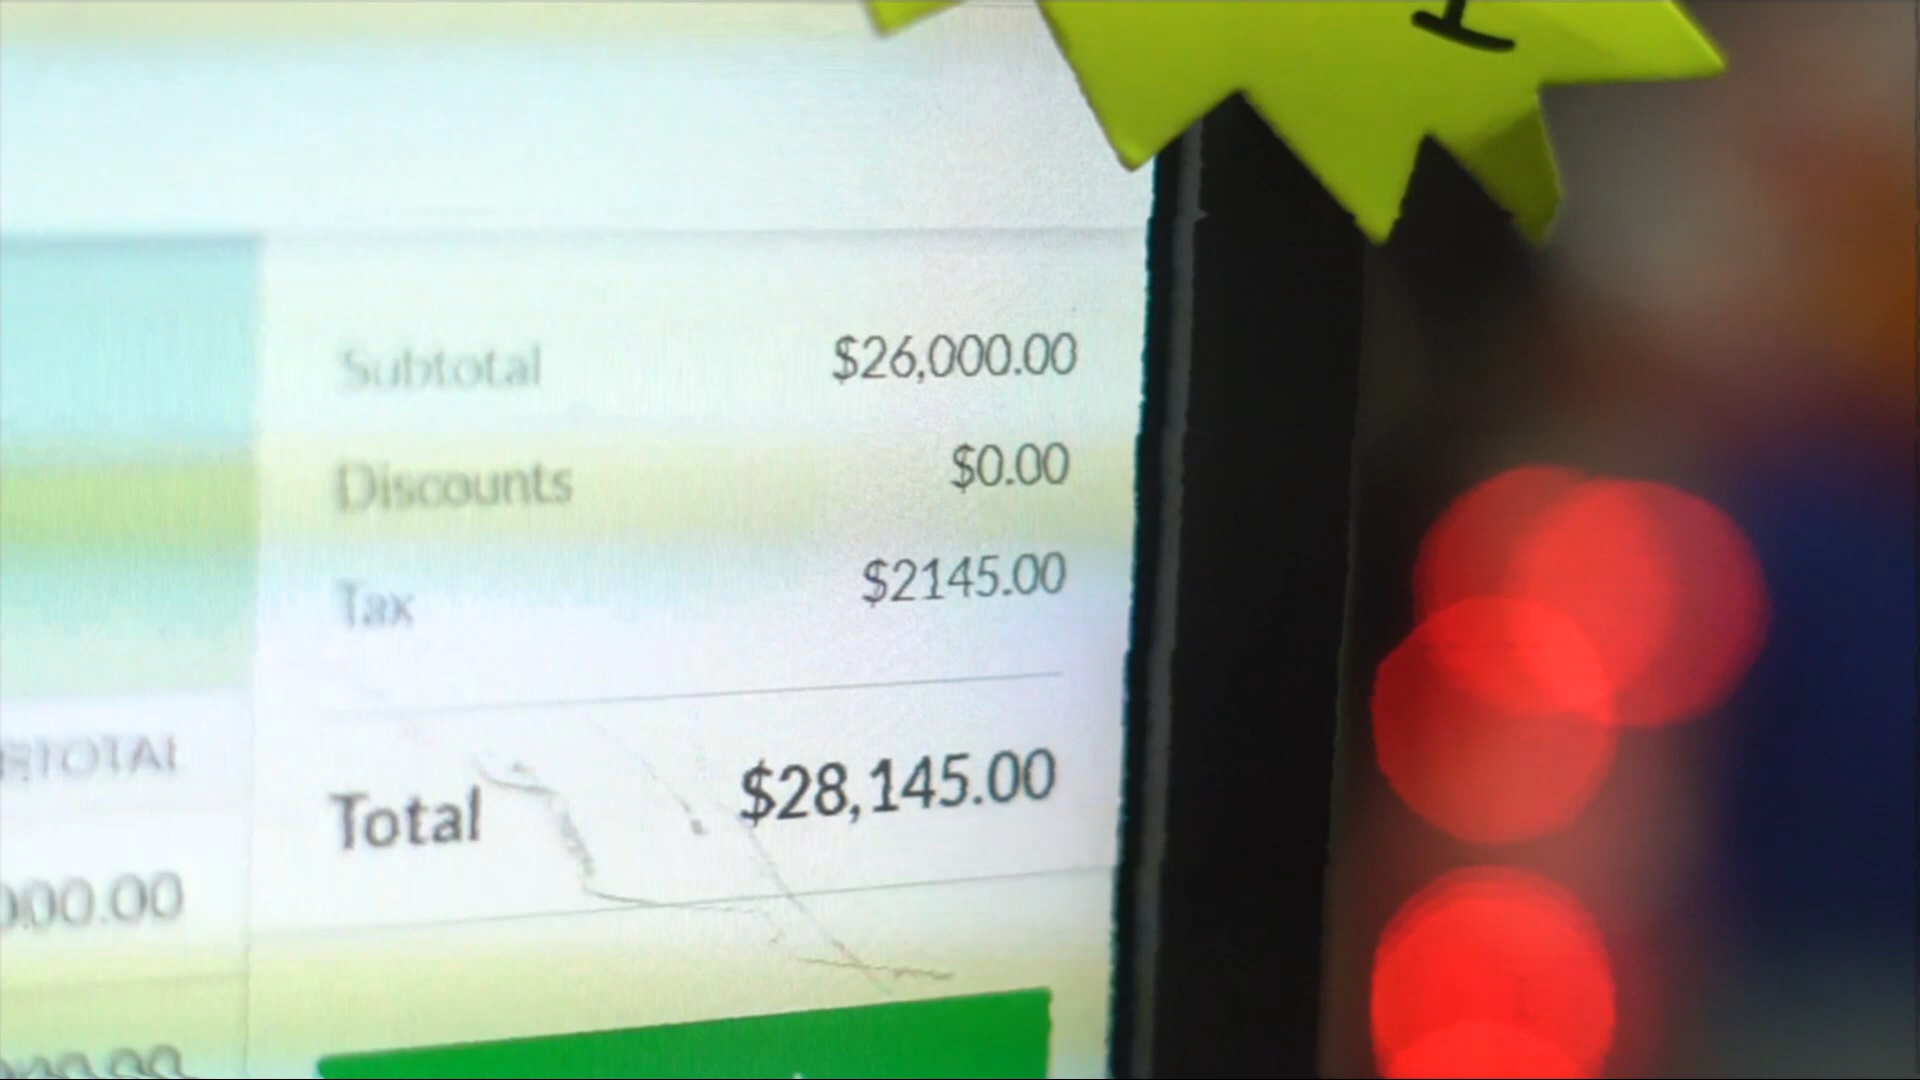 Subtotal $26,000.00
Discounts $0.00
Tax $2145.00
Total $28,145.00